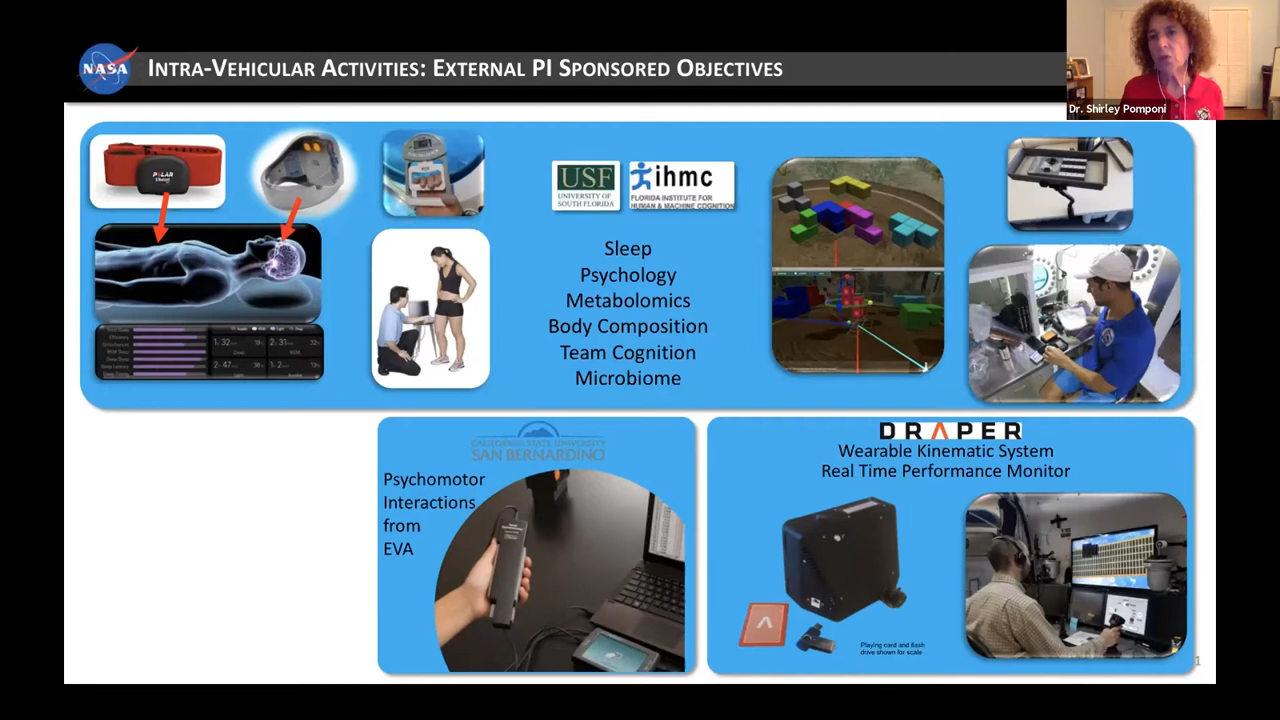 NASA
INTRA-VEHICULAR ACTIVITIES: EXTERNAL PI SPONSORED OBJECTIVES
Dr. Shirley Pomponi
POLAR
USF
UNIVERSITY OF
SOUTH FLORIDA
ihmc
FLORIDA INSTITUTE FOR
HUMAN & MACHINE COGNITION
Sleep
Psychology
Metabolomics
Body Composition
Team Cognition
Microbiome
CALIFORNIA STATE UNIVERSITY
SAN BERNARDINO
Psychomotor
Interactions
from
EVA
DRAPER
Wearable Kinematic System
Real Time Performance Monitor
Playing card and flash
drive shown for scale
1